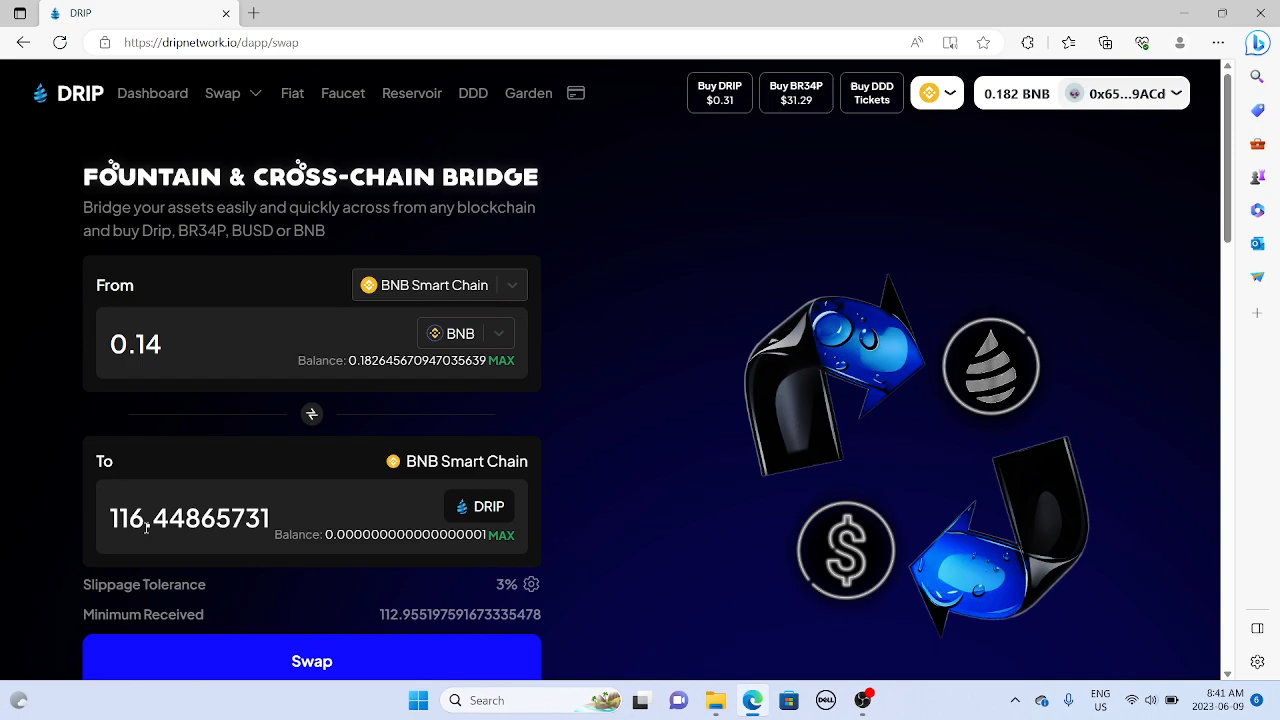 DRIP
https://dripnetwork.io/dapp/swap
DRIP Dashboard Swap Fiat Faucet Reservoir DDD Garden
Buy DRIP
$0.31
Buy BR34P
$31.29
Buy DDD
Tickets
0.182 BNB 0x65...9ACd
FOUNTAIN & CROSS-CHAIN BRIDGE
Bridge your assets easily and quickly across from any blockchain
and buy Drip, BR34P, BUSD or BNB
From BNB Smart Chain
0.14 BNB
Balance: 0.182645670947035639 MAX
To BNB Smart Chain
116.44865731 DRIP
Balance: 0.000000000000000001 MAX
Slippage Tolerance 3%
Minimum Received 112.955197591673335478
Swap
Search
DELL
ENG
US
8:41 AM
2023-06-09
6